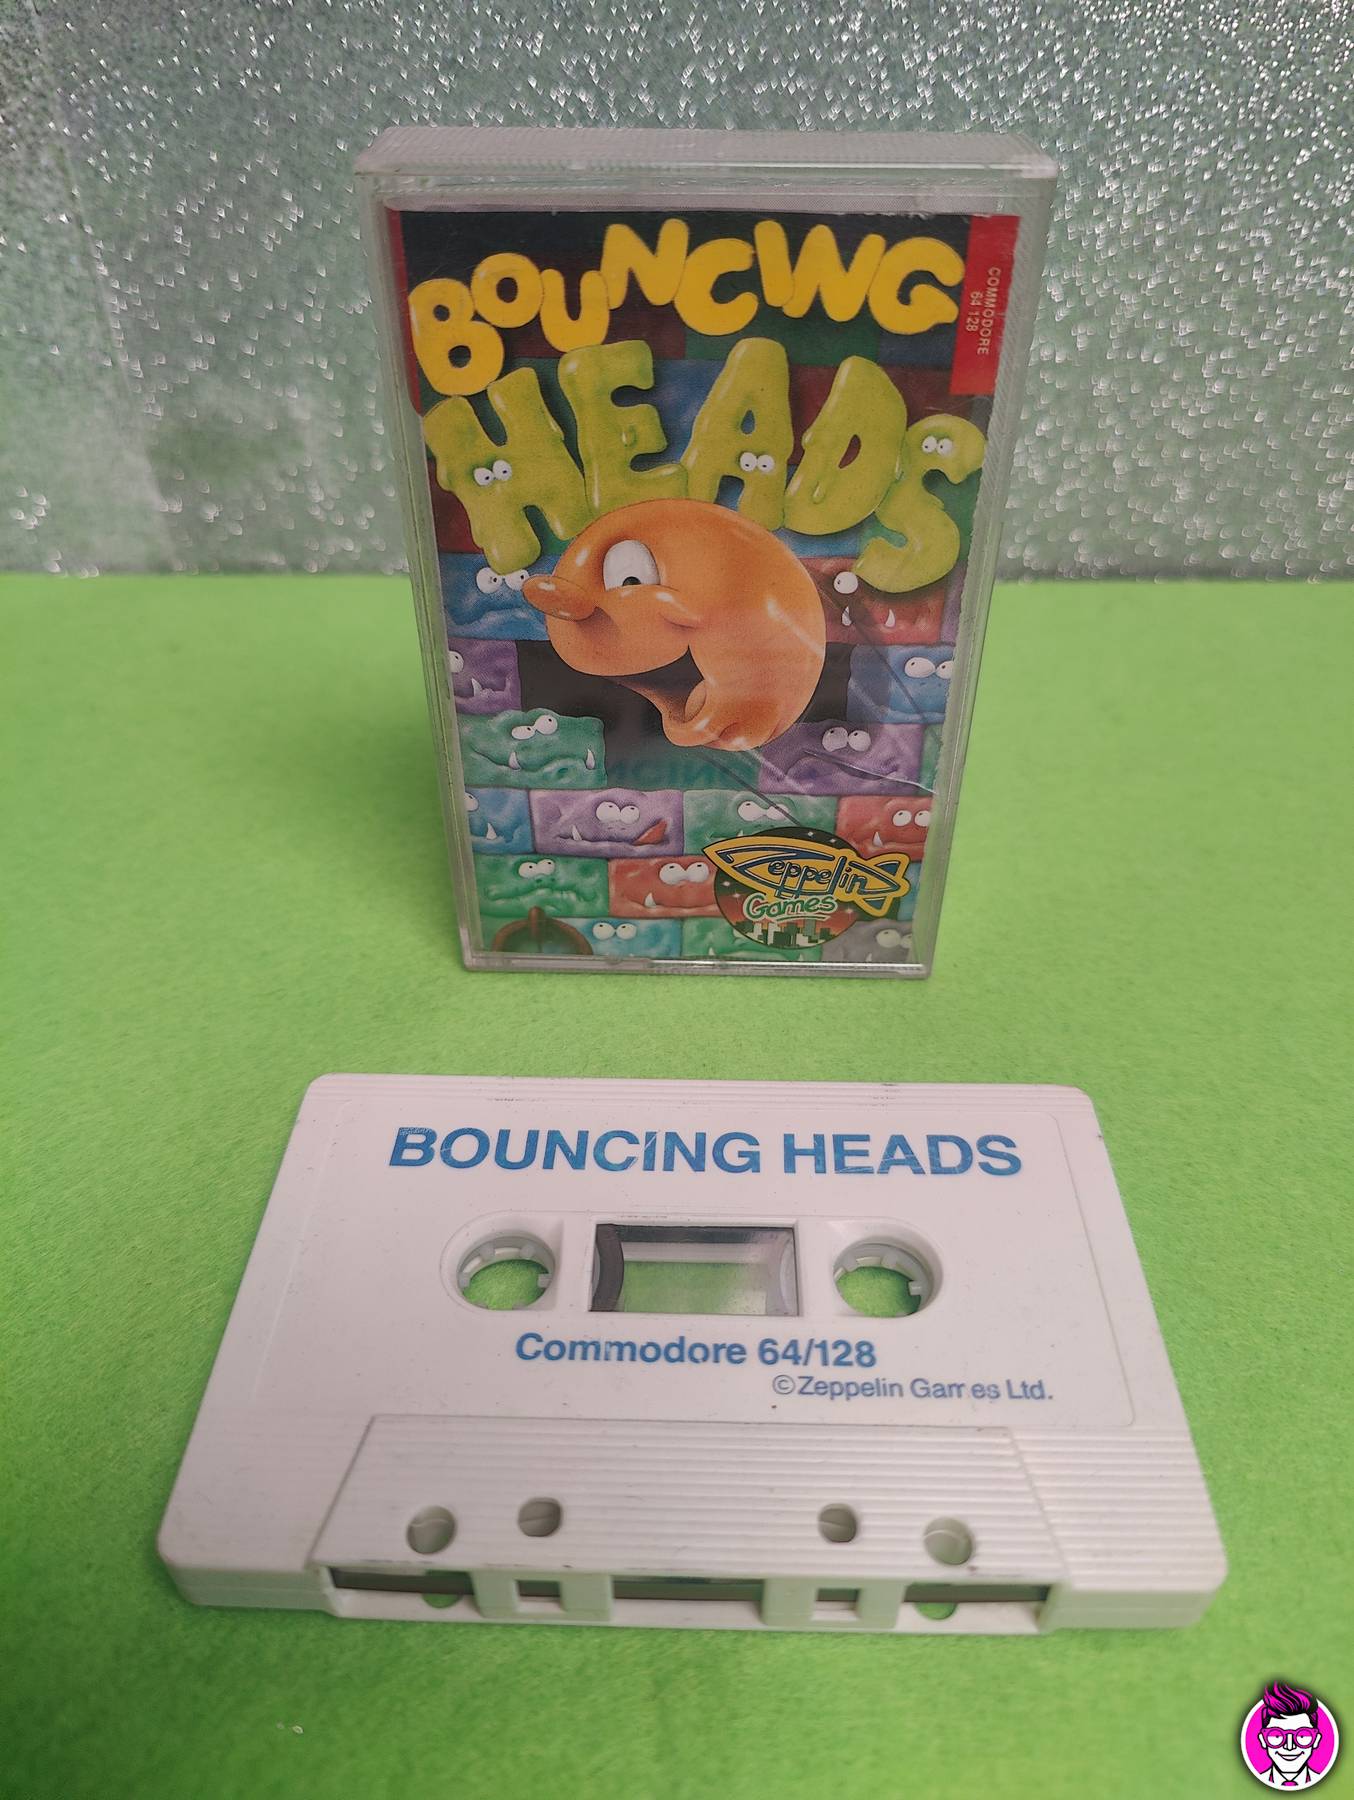 BOUNCING
HEADS
COMMODORE
64 128
Zeppelin
Games
BOUNCING HEADS
Commodore 64/128
©Zeppelin Games Ltd.